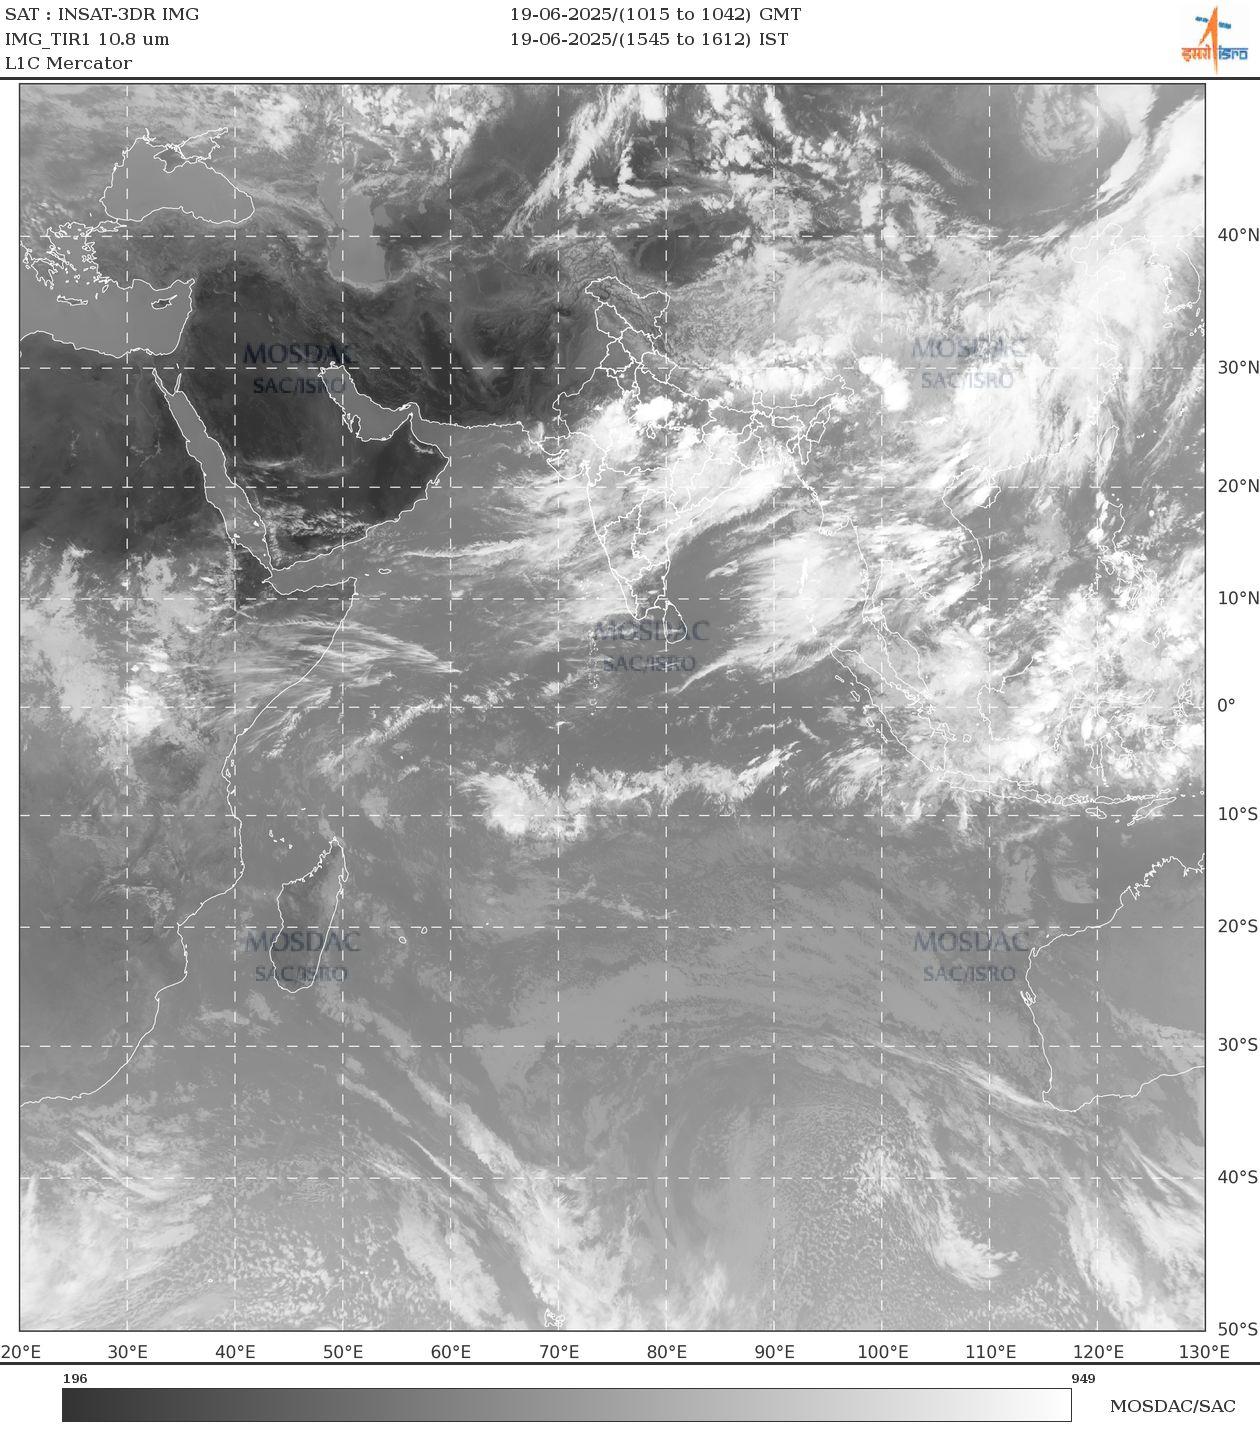 SAT : INSAT-3DR IMG
IMG_TIR1 10.8 um
L1C Mercator
19-06-2025/(1015 to 1042) GMT
19-06-2025/(1545 to 1612) IST
इसरो isro
40°N
MOSDAC
SAC/ISRO
MOSDAC
SAC/ISRO
30°N
20°N
10°N
MOSDAC
SAC/ISRO
0°
10°S
20°S
MOSDAC
SAC/ISRO
MOSDAC
SAC/ISRO
30°S
40°S
50°S
20°E 30°E 40°E 50°E 60°E 70°E 80°E 90°E 100°E 110°E 120°E 130°E
196 949
MOSDAC/SAC